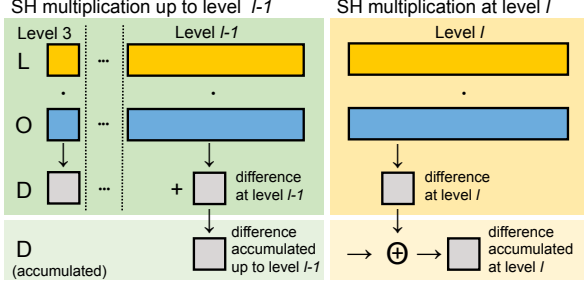 SH multiplication up to level l-1
SH multiplication at level l
Level 3
Level l-1
Level l
L
...
.
.
O
...
D
...
+
difference
at level l-1
difference
at level l
D
(accumulated)
difference
accumulated
up to level l-1
difference
accumulated
at level l